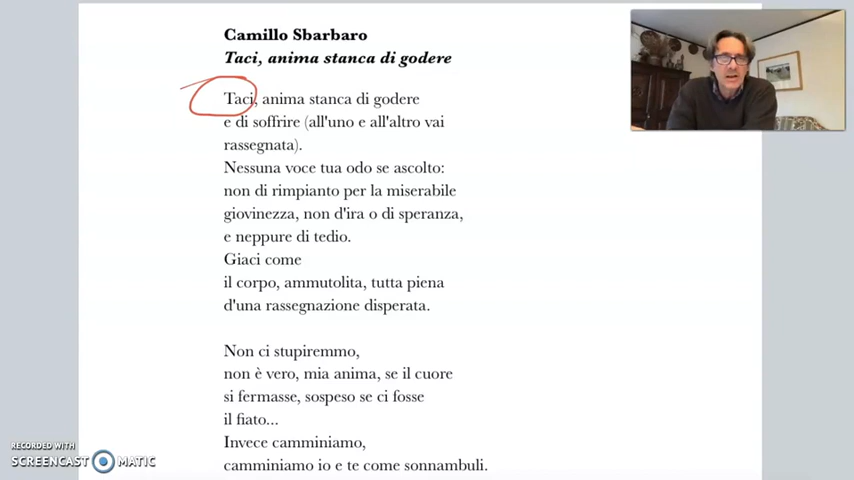 Camillo Sbarbaro
Taci, anima stanca di godere
Taci, anima stanca di godere
e di soffrire (all'uno e all'altro vai
rassegnata).
Nessuna voce tua odo se ascolto:
non di rimpianto per la miserabile
giovinezza, non d'ira o di speranza,
e neppure di tedio.
Giaci come
il corpo, ammutolita, tutta piena
d'una rassegnazione disperata.
Non ci stupiremmo,
non è vero, mia anima, se il cuore
si fermasse, sospeso se ci fosse
il fiato...
Invece camminiamo,
camminiamo io e te come sonnambuli.
RECORDED WITH
SCREENCAST MATIC